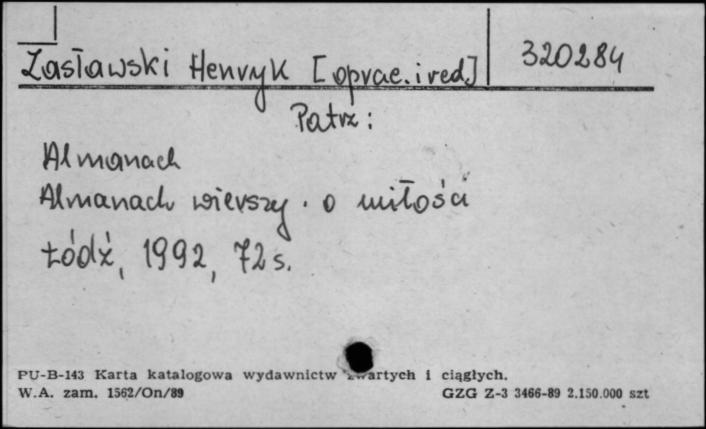 Zasławski Henryk [oprac. i red] 320284
Patrz:
Almanach
Almanach wierszy . o miłości
Łódź, 1992, 72 s.
PU-B-143 Karta katalogowa wydawnictw zwartych i ciągłych.
W.A. zam. 1562/On/89 GZG Z-3 3466-89 2.150.000 szt